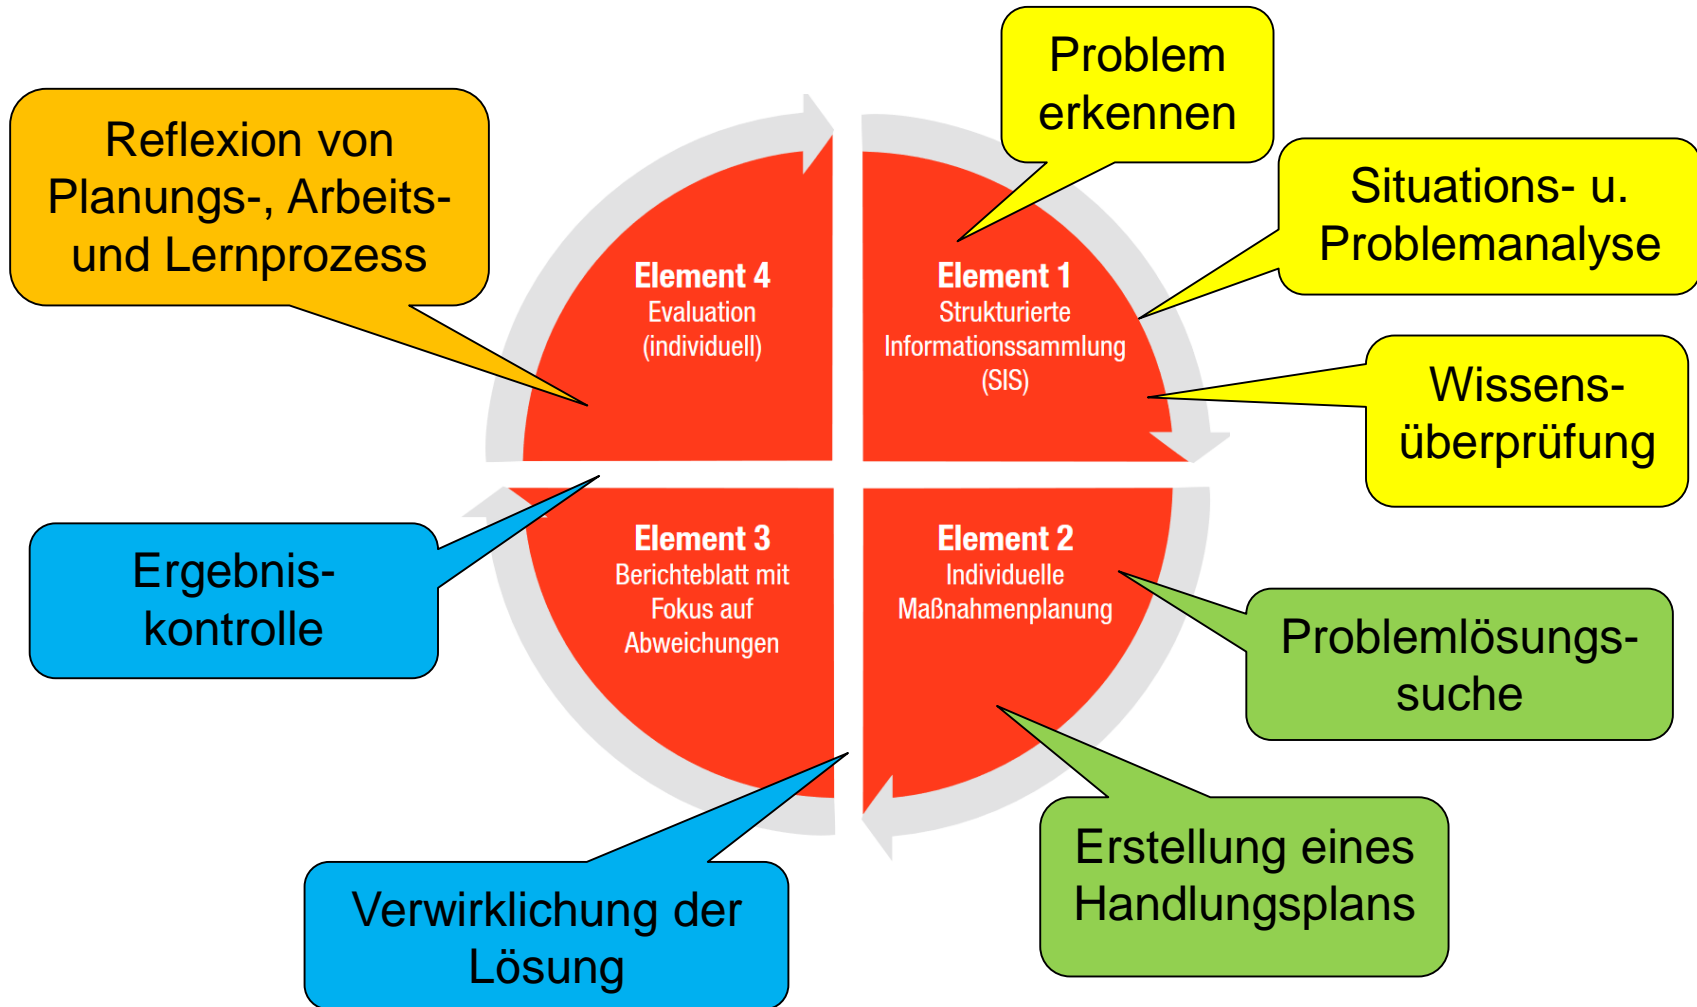 Problem
erkennen
Reflexion von
Planungs-, Arbeits-
und Lernprozess
Situations- u.
Problemanalyse
Element 4
Evaluation
(individuell)
Element 1
Strukturierte
Informationssammlung
(SIS)
Wissens-
überprüfung
Ergebnis-
kontrolle
Element 3
Berichteblatt mit
Fokus auf
Abweichungen
Element 2
Individuelle
Maßnahmenplanung
Problemlösungs-
suche
Erstellung eines
Handlungsplans
Verwirklichung der
Lösung